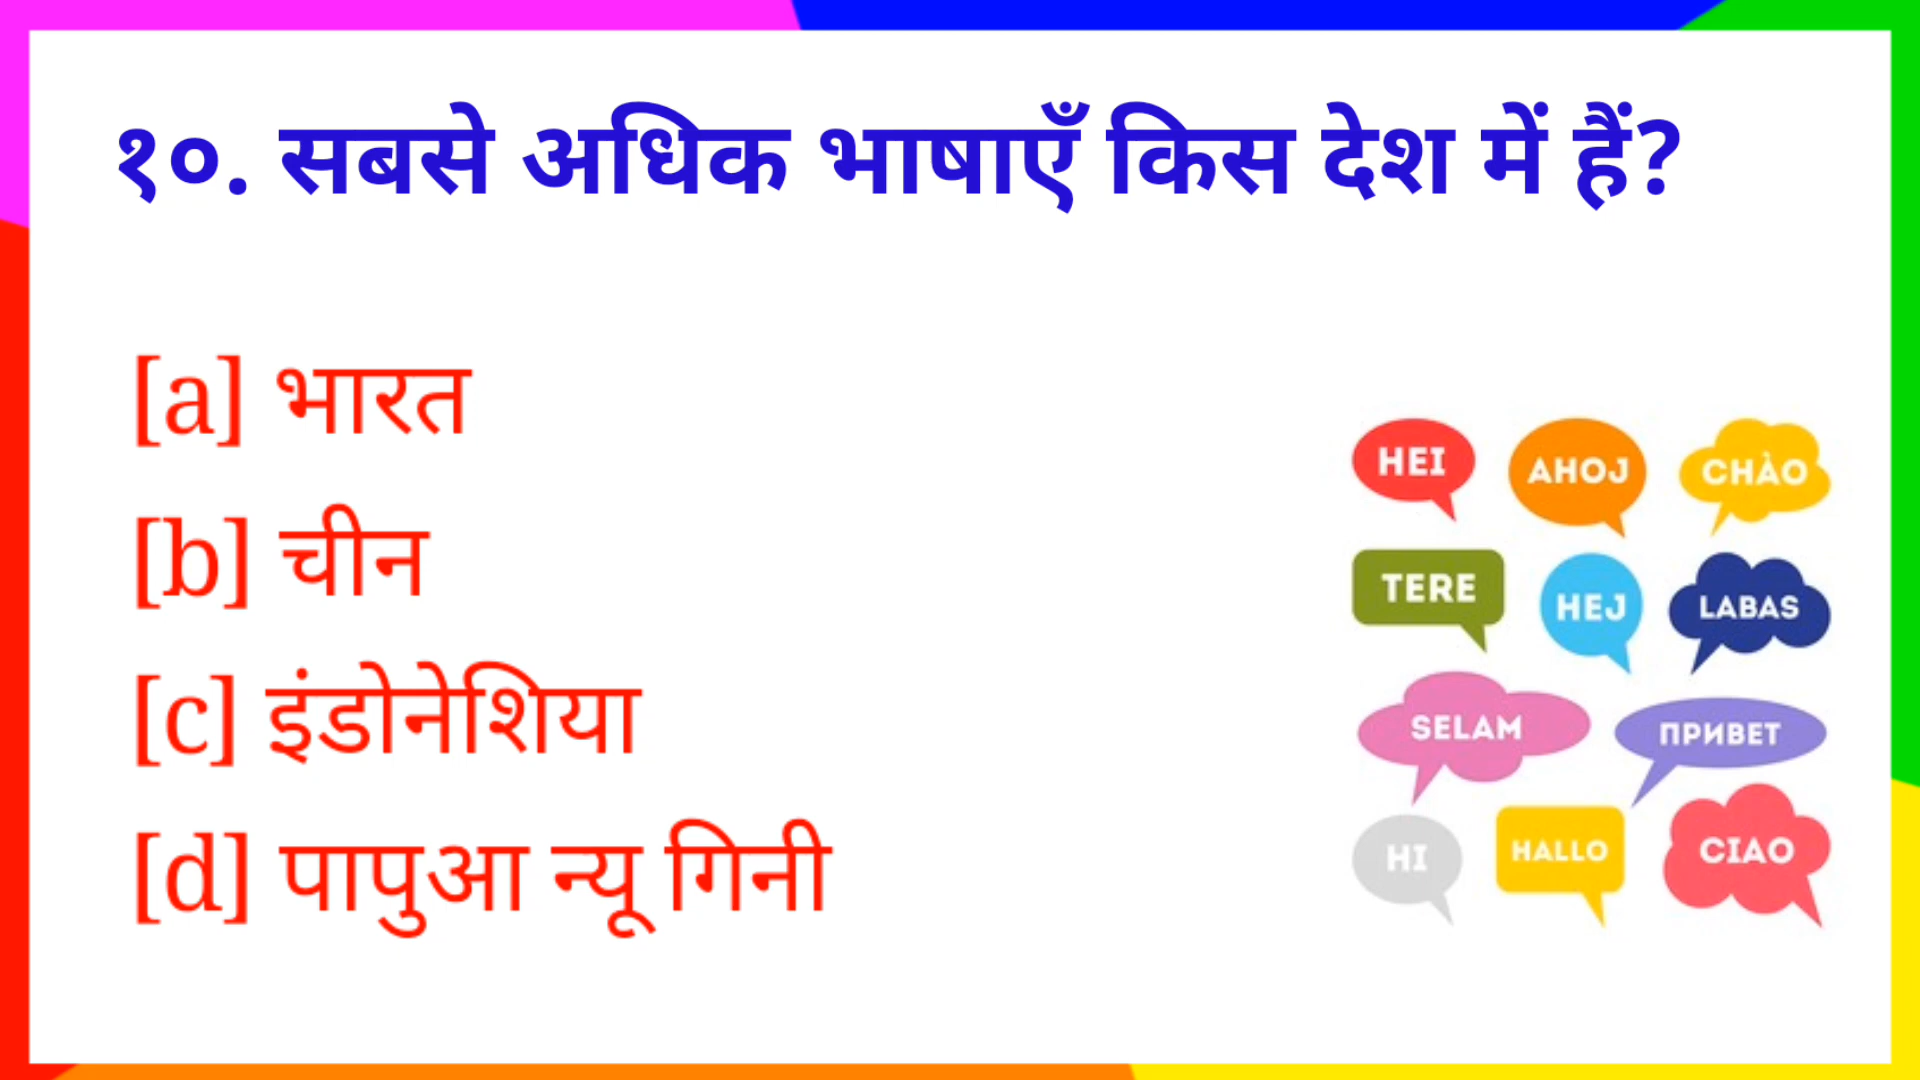 १०. सबसे अधिक भाषाएँ किस देश में हैं?
[a] भारत
[b] चीन
[c] इंडोनेशिया
[d] पापुआ न्यू गिनी
HEI
AHOJ
CHÀO
TERE
HEJ
LABAS
SELAM
ПРИВЕТ
HI
HALLO
CIAO